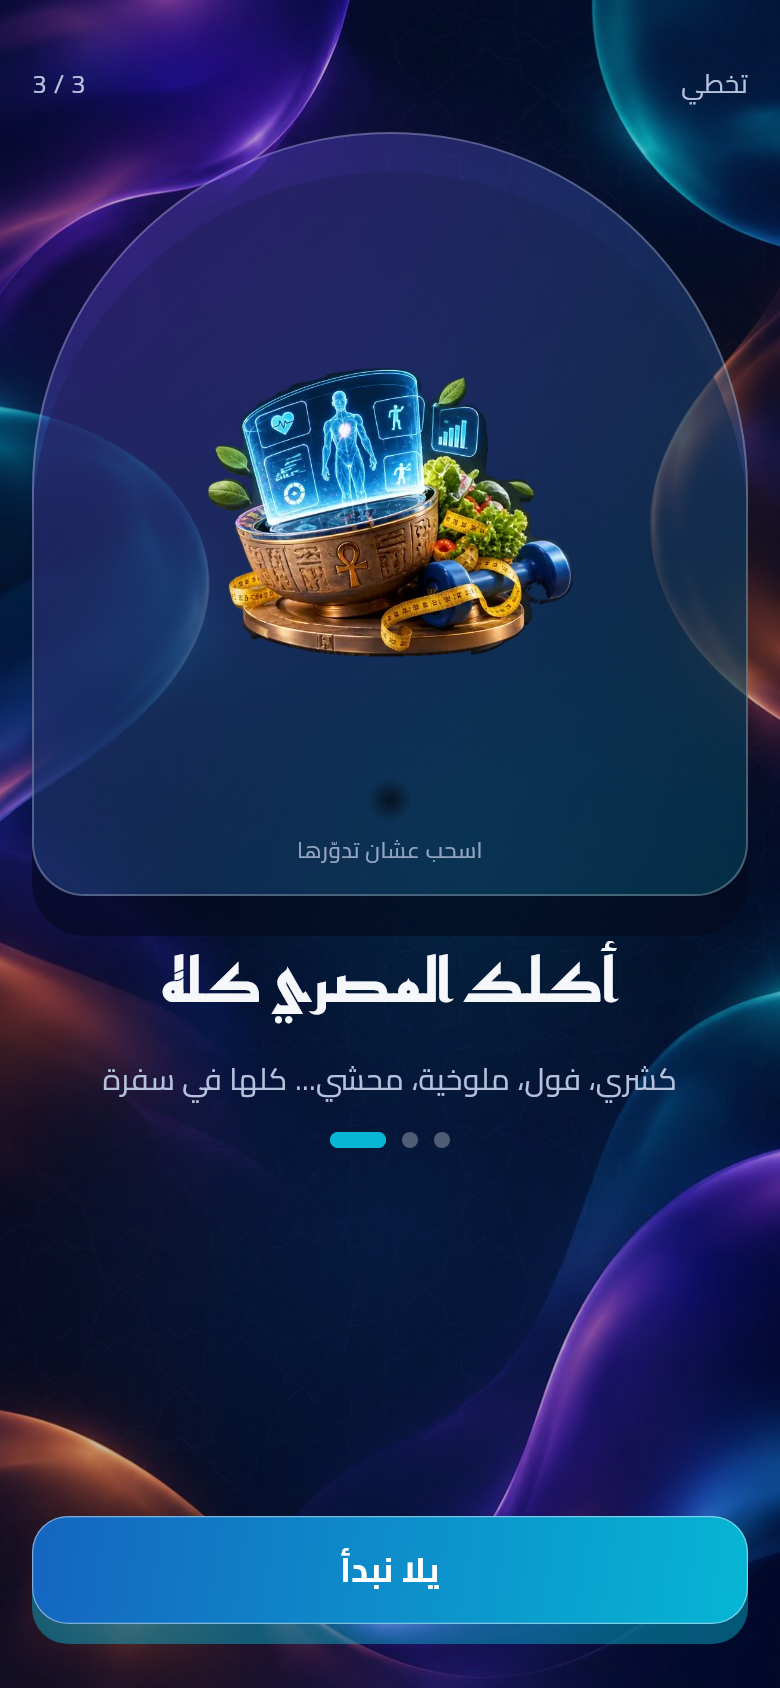 تخطي
3 / 3
اسحب عشان تدوّرها
أكلك المصري كله
كشري، فول، ملوخية، محشي... كلها في سفرة
يلا نبدأ